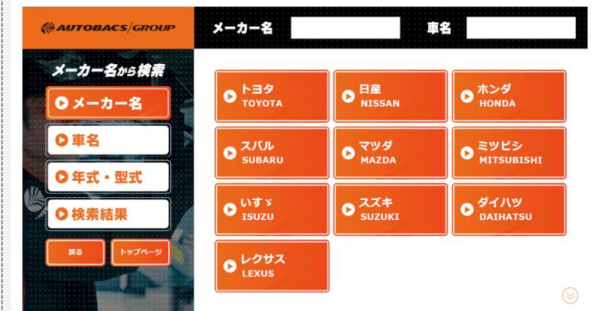 AUTOBACS/GROUP
メーカー名
車名
メーカー名から検索
メーカー名
車名
年式・型式
検索結果
戻る
トップページ
トヨタ
TOYOTA
日産
NISSAN
ホンダ
HONDA
スバル
SUBARU
マツダ
MAZDA
ミツビシ
MITSUBISHI
いすゞ
ISUZU
スズキ
SUZUKI
ダイハツ
DAIHATSU
レクサス
LEXUS